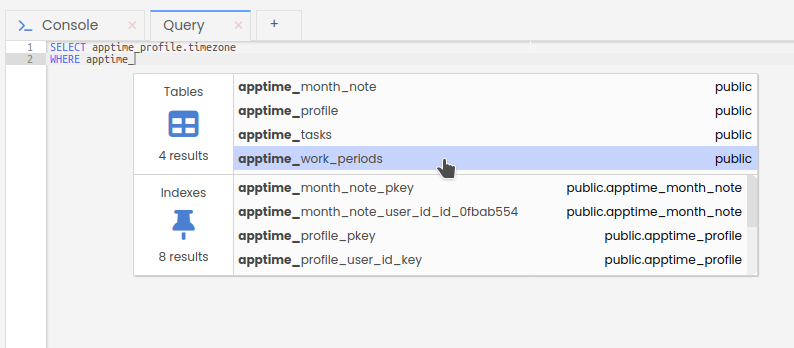 Console × Query × +
1 SELECT apptime_profile.timezone
2 WHERE apptime_
Tables
4 results
apptime_month_note public
apptime_profile public
apptime_tasks public
apptime_work_periods public
Indexes
8 results
apptime_month_note_pkey public.apptime_month_note
apptime_month_note_user_id_id_0fbab554 public.apptime_month_note
apptime_profile_pkey public.apptime_profile
apptime_profile_user_id_key public.apptime_profile